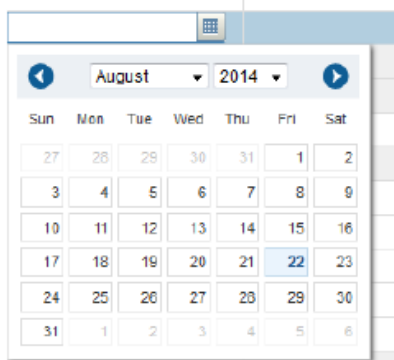 August 2014
Sun Mon Tue Wed Thu Fri Sat
27 28 29 30 31 1 2
3 4 5 6 7 8 9
10 11 12 13 14 15 16
17 18 19 20 21 22 23
24 25 26 27 28 29 30
31 1 2 3 4 5 6